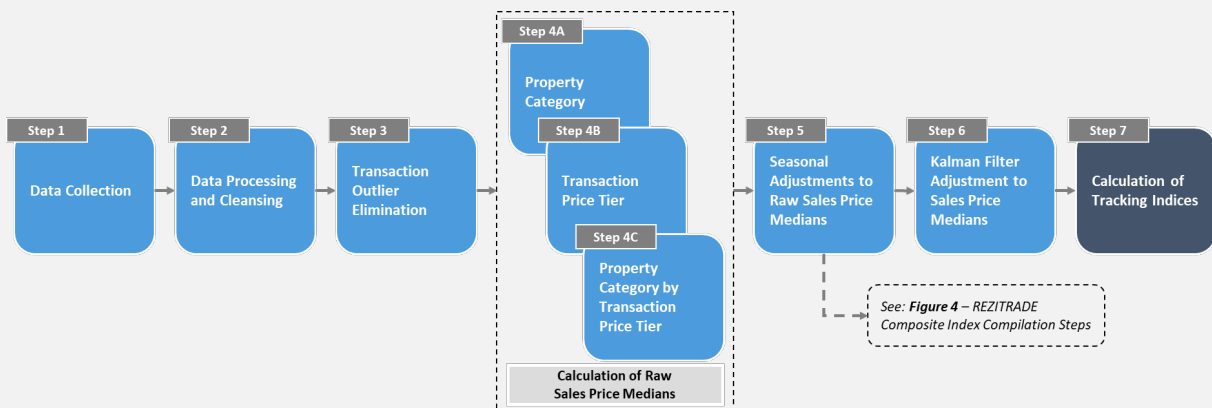 Step 1
Data Collection
Step 2
Data Processing
and Cleansing
Step 3
Transaction
Outlier
Elimination
Step 4A
Property
Category
Step 4B
Transaction
Price Tier
Step 4C
Property
Category by
Transaction
Price Tier
Calculation of Raw
Sales Price Medians
Step 5
Seasonal
Adjustments to
Raw Sales Price
Medians
See: Figure 4 – REZITRADE
Composite Index Compilation Steps
Step 6
Kalman Filter
Adjustment to
Sales Price
Medians
Step 7
Calculation of
Tracking Indices